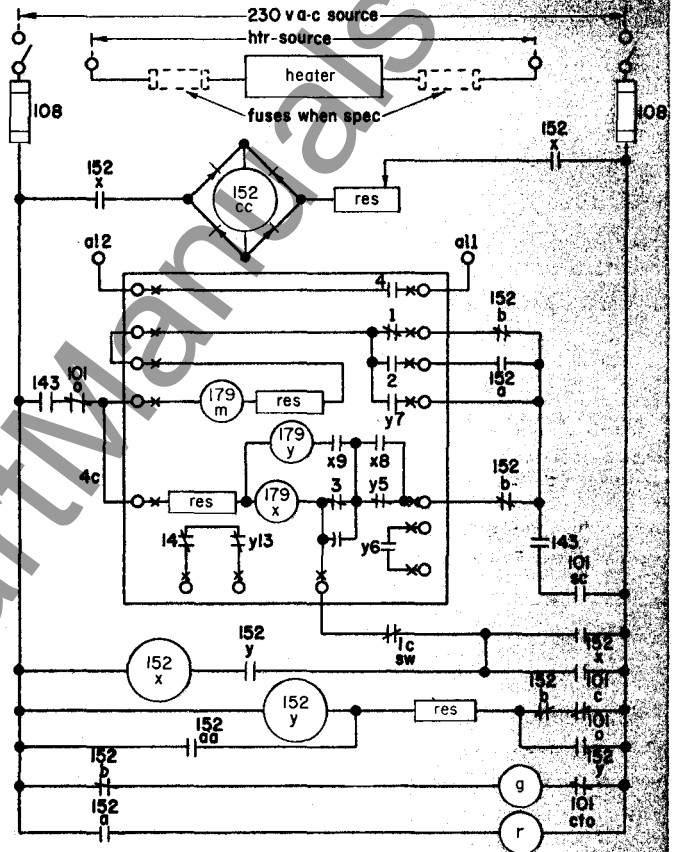 230 v a-c source
htr-source
heater
fuses when spec
108
108
152
x
152
x
152
cc
res
al2
al1
4
1
152
b
2
152
a
y7
143
101
o
179
m
res
179
y
x9
x8
4c
res
179
x
3
y5
152
b
14
y13
y6
143
101
sc
1c
sw
152
x
152
x
152
y
152
y
res
152
b
101
c
101
o
152
aa
152
y
152
b
g
101
cto
152
a
r
artManuals